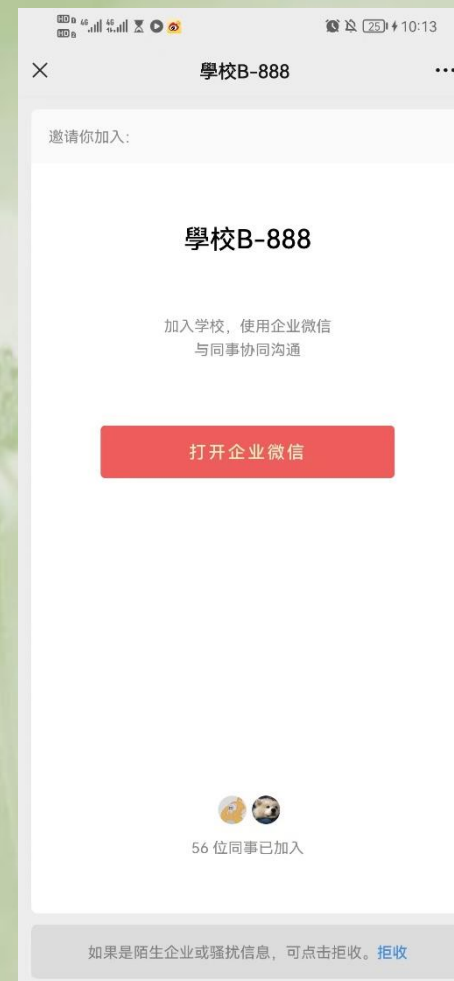 25 10:13
學校B-888
邀请你加入:
學校B-888
加入学校，使用企业微信
与同事协同沟通
打开企业微信
56 位同事已加入
如果是陌生企业或骚扰信息，可点击拒收。拒收